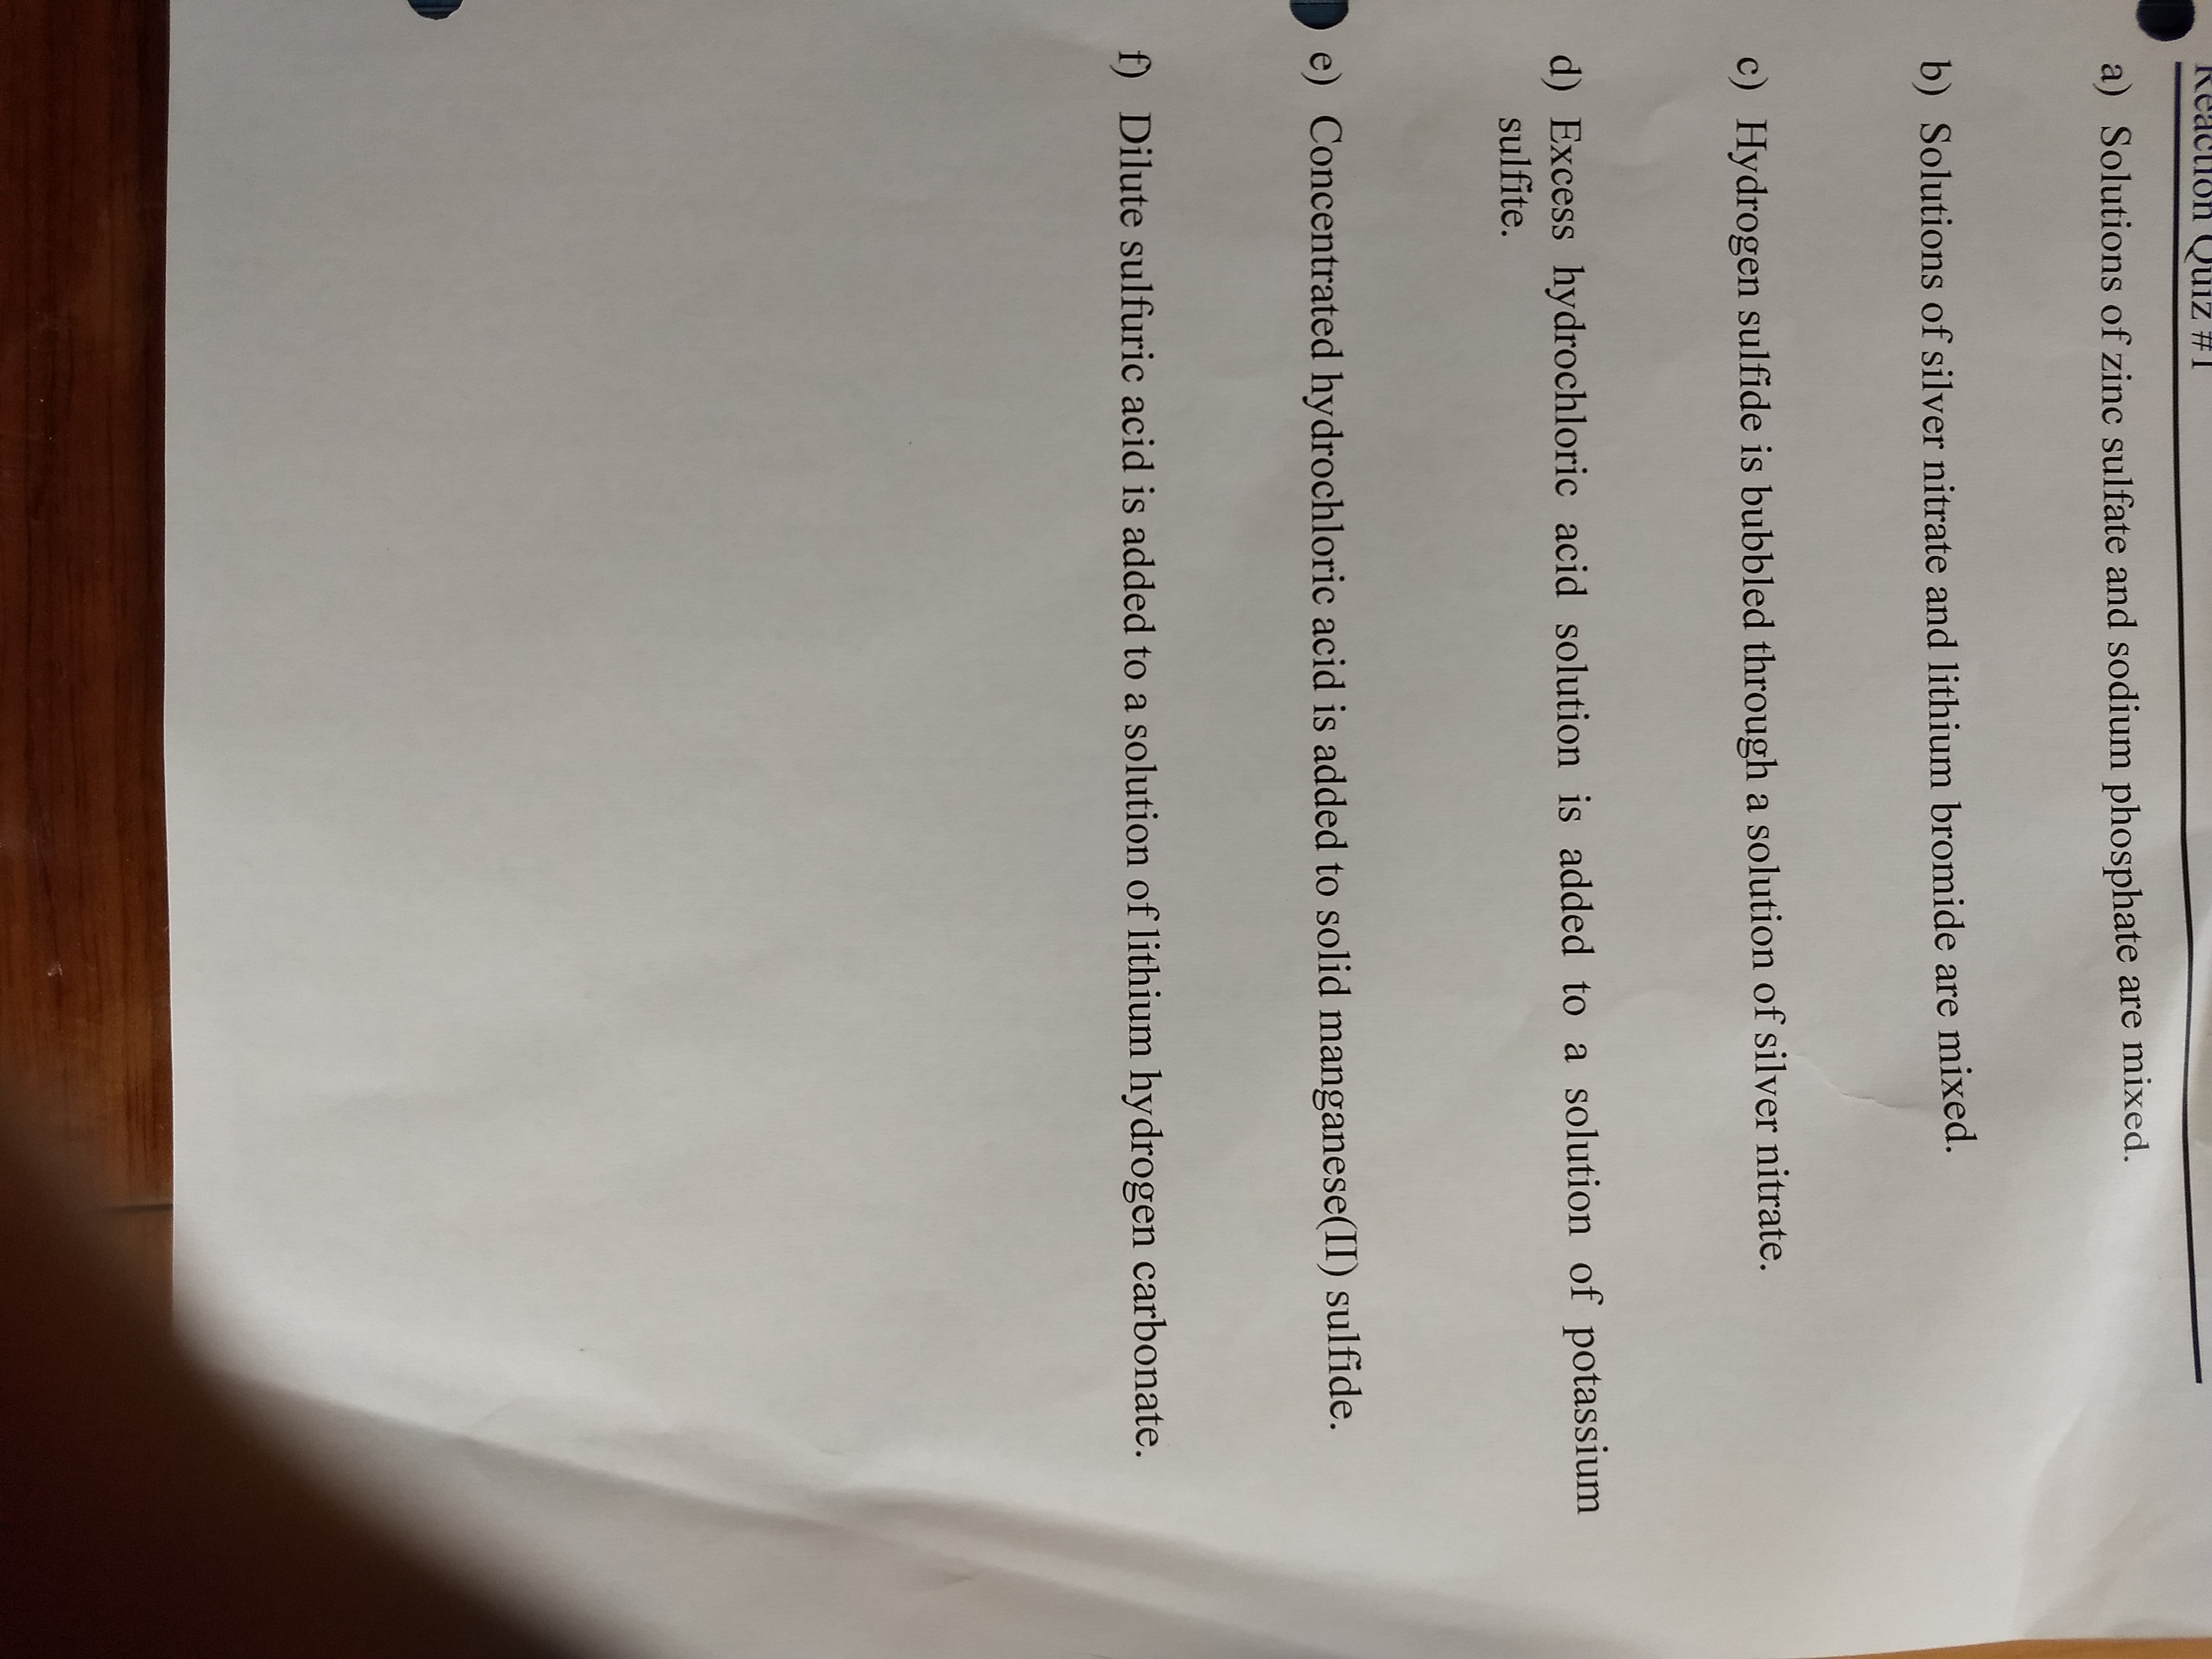 Reaction Quiz #1
a) Solutions of zinc sulfate and sodium phosphate are mixed.
b) Solutions of silver nitrate and lithium bromide are mixed.
c) Hydrogen sulfide is bubbled through a solution of silver nitrate.
d) Excess hydrochloric acid solution is added to a solution of potassium
sulfite.
e) Concentrated hydrochloric acid is added to solid manganese(II) sulfide.
f) Dilute sulfuric acid is added to a solution of lithium hydrogen carbonate.